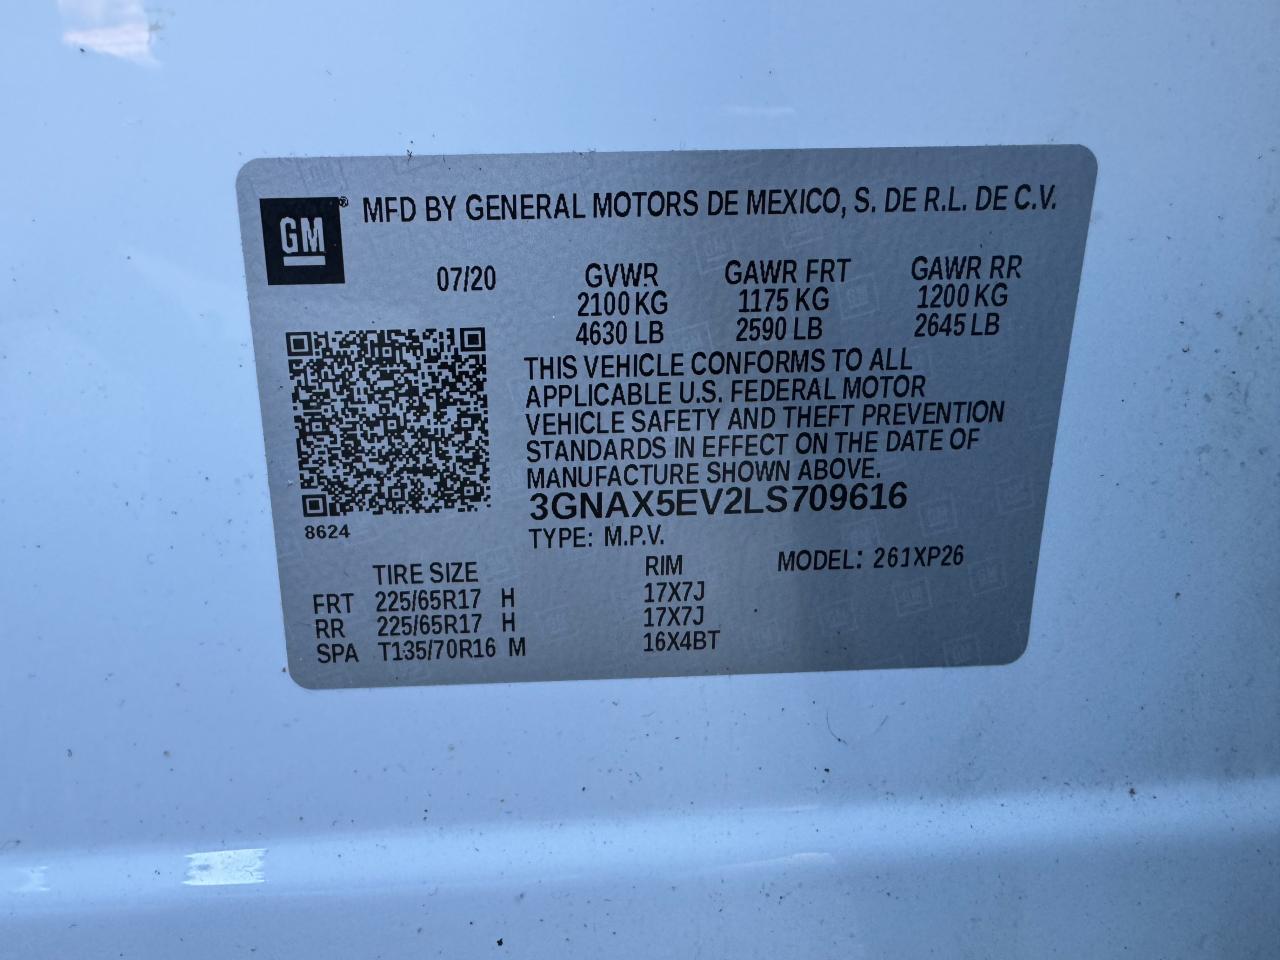 GM® MFD BY GENERAL MOTORS DE MEXICO, S. DE R.L. DE C.V.
07/20 GVWR GAWR FRT GAWR RR
2100 KG 1175 KG 1200 KG
4630 LB 2590 LB 2645 LB
THIS VEHICLE CONFORMS TO ALL
APPLICABLE U.S. FEDERAL MOTOR
VEHICLE SAFETY AND THEFT PREVENTION
STANDARDS IN EFFECT ON THE DATE OF
MANUFACTURE SHOWN ABOVE.
3GNAX5EV2LS709616
8624
TYPE: M.P.V.
TIRE SIZE RIM MODEL: 261XP26
FRT 225/65R17 H 17X7J
RR 225/65R17 H 17X7J
SPA T135/70R16 M 16X4BT